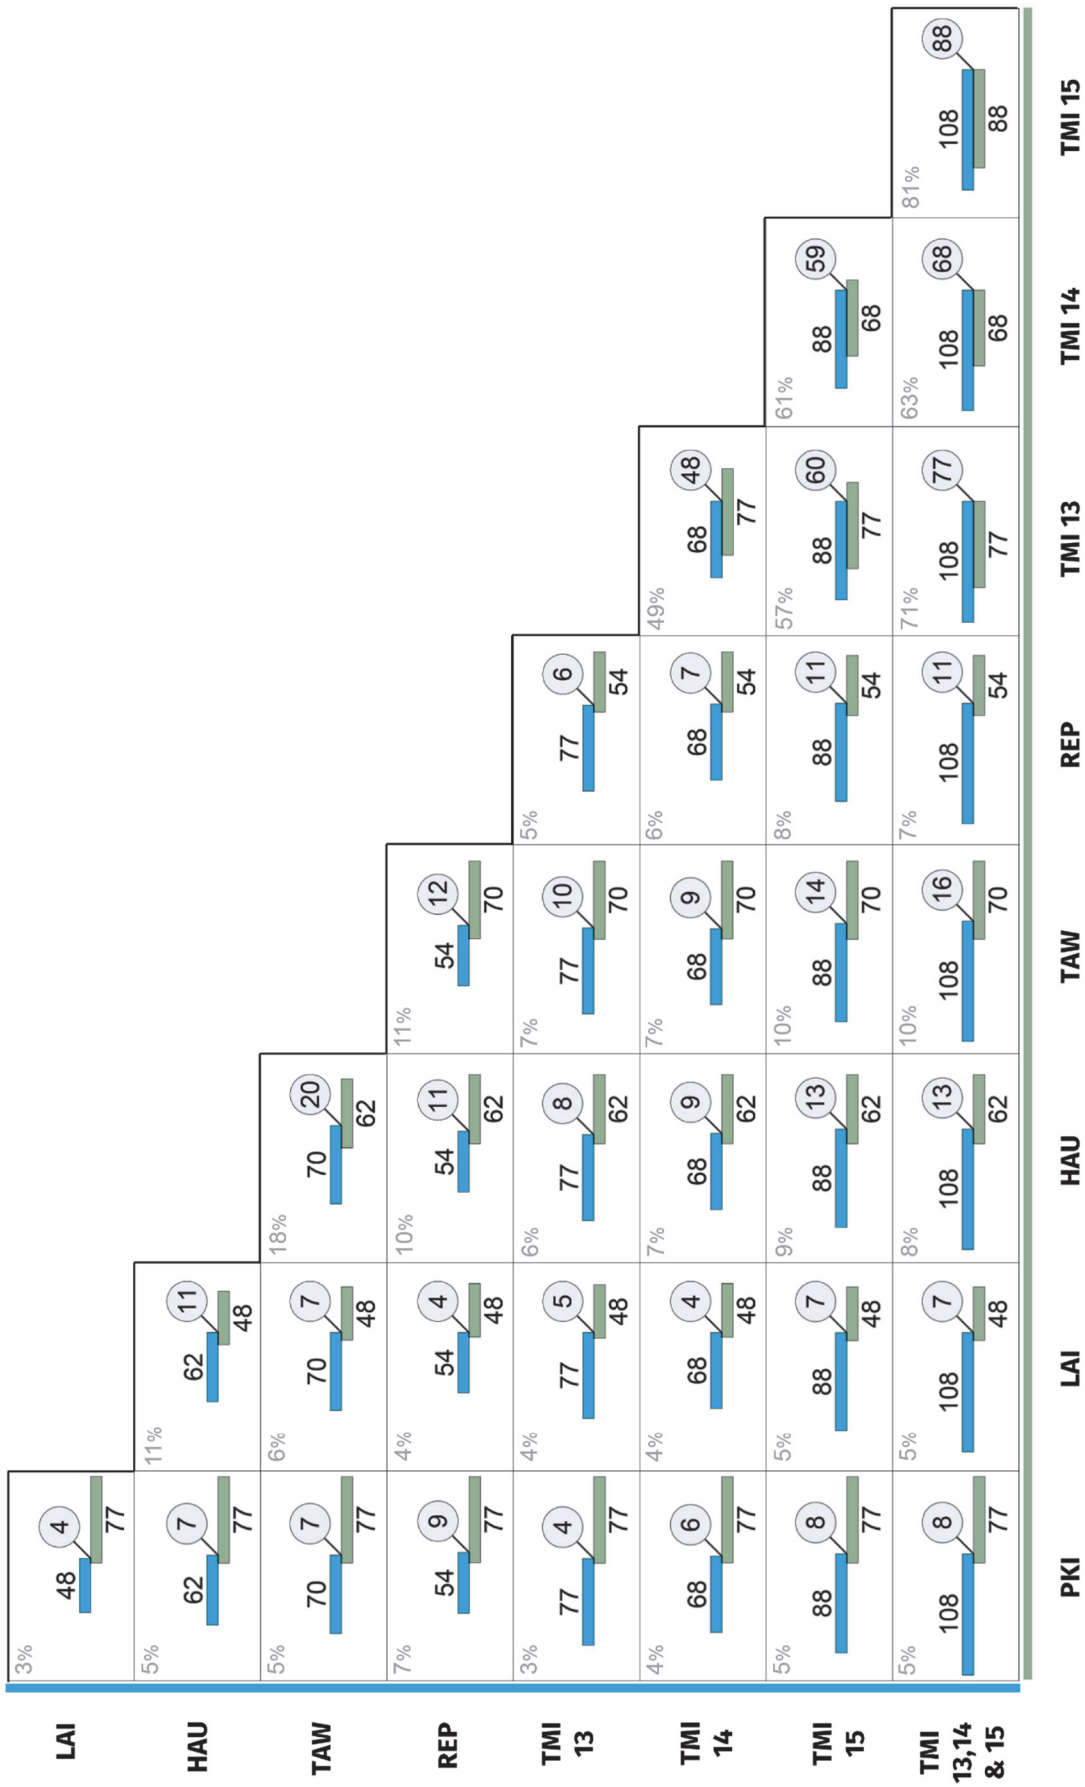 LAI
3%
48 4
77
HAU
5% 11%
62 7 62 11
77 48
TAW
5% 6% 18%
70 7 70 7 70 20
77 48 62
REP
7% 4% 10% 11%
54 9 54 4 54 11 54 12
77 48 62 70
TMI
13
3% 4% 6% 7% 5%
77 4 77 5 77 8 77 10 77 6
77 48 62 70 54
TMI
14
4% 4% 7% 7% 6% 49%
68 6 68 4 68 9 68 9 68 7 68 48
77 48 62 70 54 77
TMI
15
5% 5% 9% 10% 8% 57% 61%
88 8 88 7 88 13 88 14 88 11 88 60 88 59
77 48 62 70 54 77 68
TMI
13,14
& 15
5% 5% 8% 10% 7% 71% 63% 81%
108 8 108 7 108 13 108 16 108 11 108 77 108 68 108 88
77 48 62 70 54 77 68 88
PKI LAI HAU TAW REP TMI 13 TMI 14 TMI 15